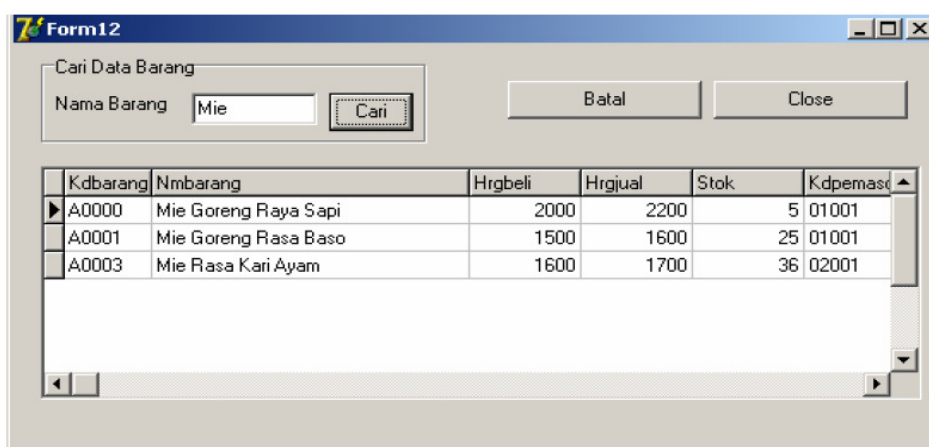 Form12
Cari Data Barang
Nama Barang Mie Cari Batal Close
Kdbarang Nmbarang Hrgbeli Hrgjual Stok Kdpemaso
A0000 Mie Goreng Raya Sapi 2000 2200 5 01001
A0001 Mie Goreng Rasa Baso 1500 1600 25 01001
A0003 Mie Rasa Kari Ayam 1600 1700 36 02001